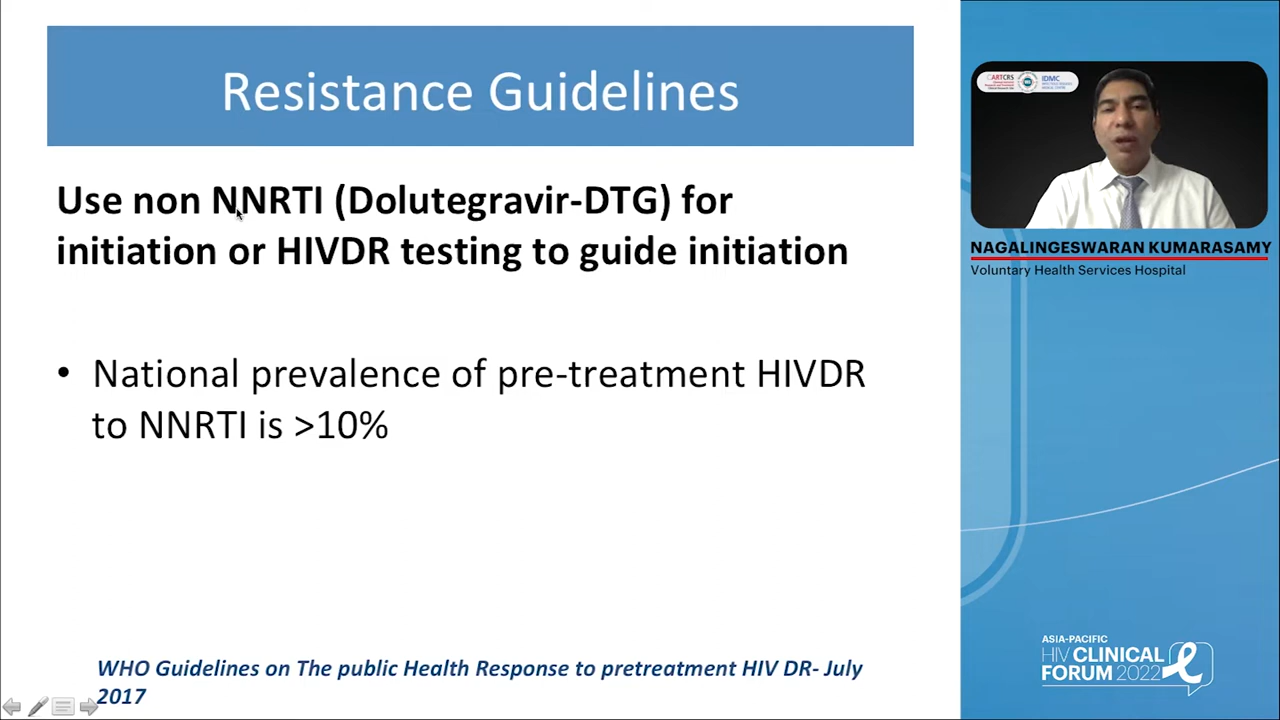 Resistance Guidelines
Use non NNRTI (Dolutegravir-DTG) for
initiation or HIVDR testing to guide initiation
• National prevalence of pre-treatment HIVDR
to NNRTI is >10%
WHO Guidelines on The public Health Response to pretreatment HIV DR- July
2017
CARTCRS
IDMC
NAGALINGESWARAN KUMARASAMY
Voluntary Health Services Hospital
ASIA-PACIFIC
HIV CLINICAL
FORUM 2022